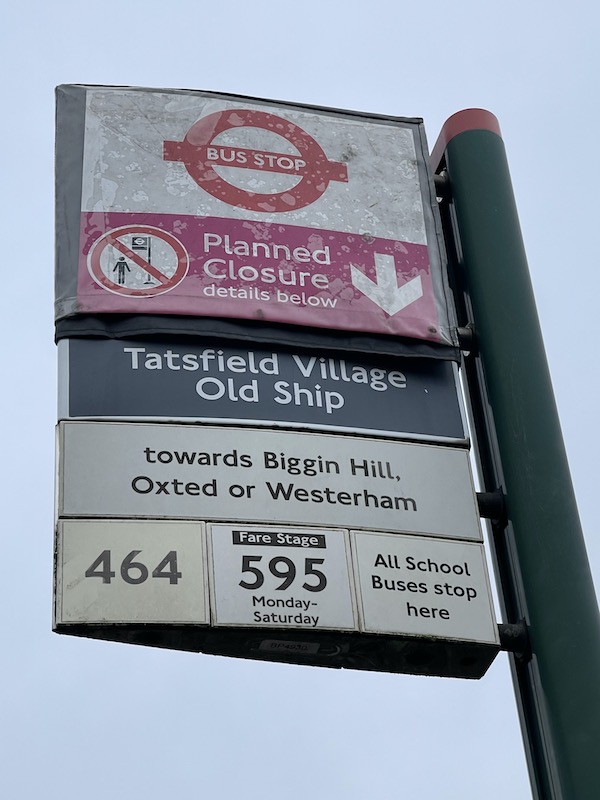 BUS STOP
Planned
Closure
details below
Tatsfield Village
Old Ship
towards Biggin Hill,
Oxted or Westerham
464
Fare Stage
595
Monday-
Saturday
All School
Buses stop
here